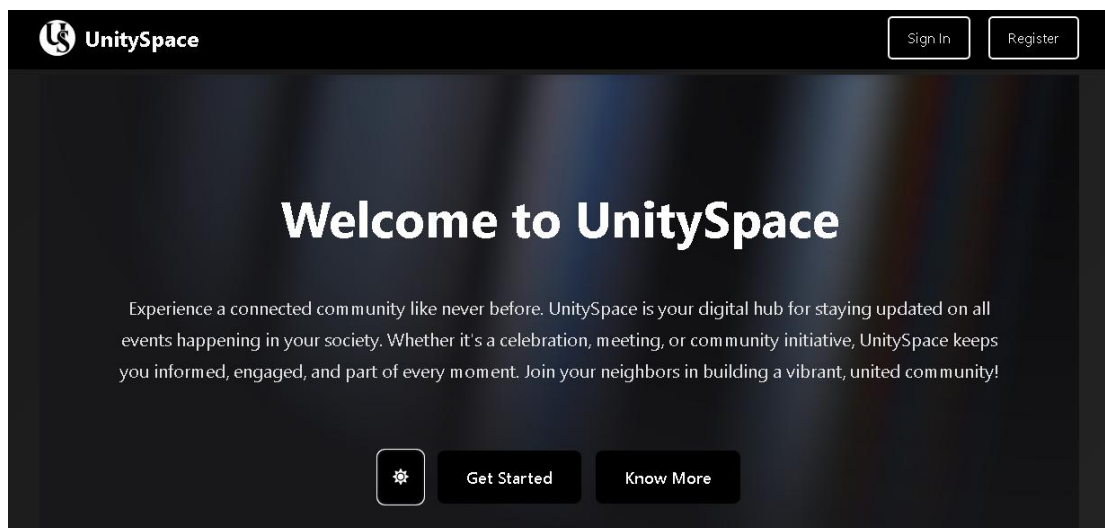 US UnitySpace
Sign In
Register
Welcome to UnitySpace
Experience a connected community like never before. UnitySpace is your digital hub for staying updated on all
events happening in your society. Whether it's a celebration, meeting, or community initiative, UnitySpace keeps
you informed, engaged, and part of every moment. Join your neighbors in building a vibrant, united community!
Get Started
Know More